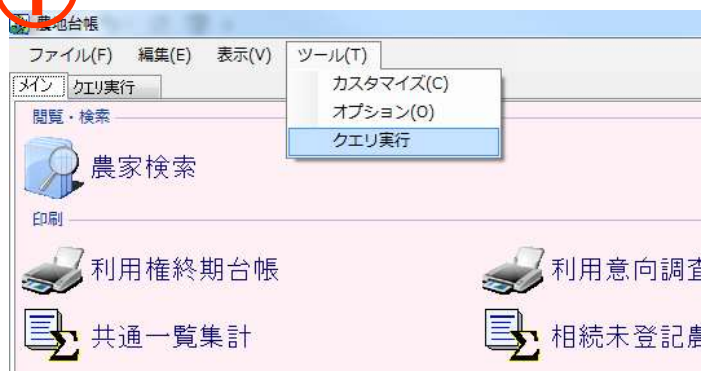 ①
農地台帳
ファイル(F) 編集(E) 表示(V) ツール(T)
メイン クエリ実行
カスタマイズ(C)
オプション(O)
クエリ実行
閲覧・検索
農家検索
印刷
利用権終期台帳 利用意向調査
共通一覧集計 相続未登記農